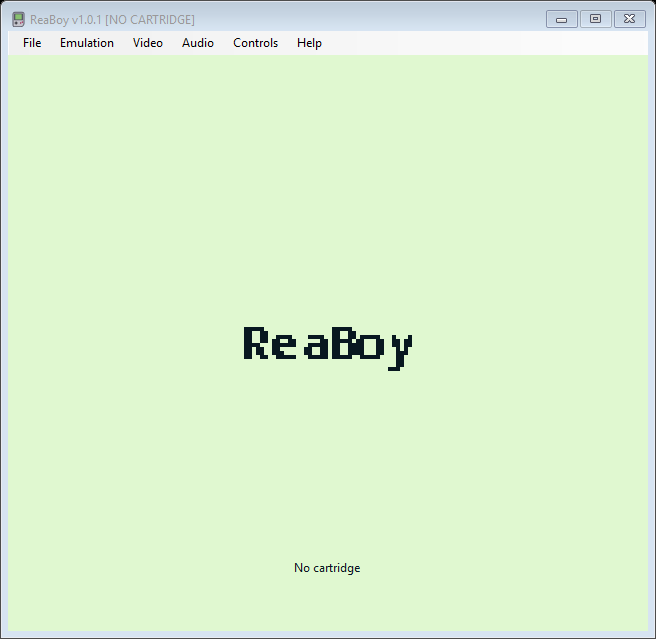 ReaBoy v1.0.1 [NO CARTRIDGE]
File Emulation Video Audio Controls Help
ReaBoy
No cartridge